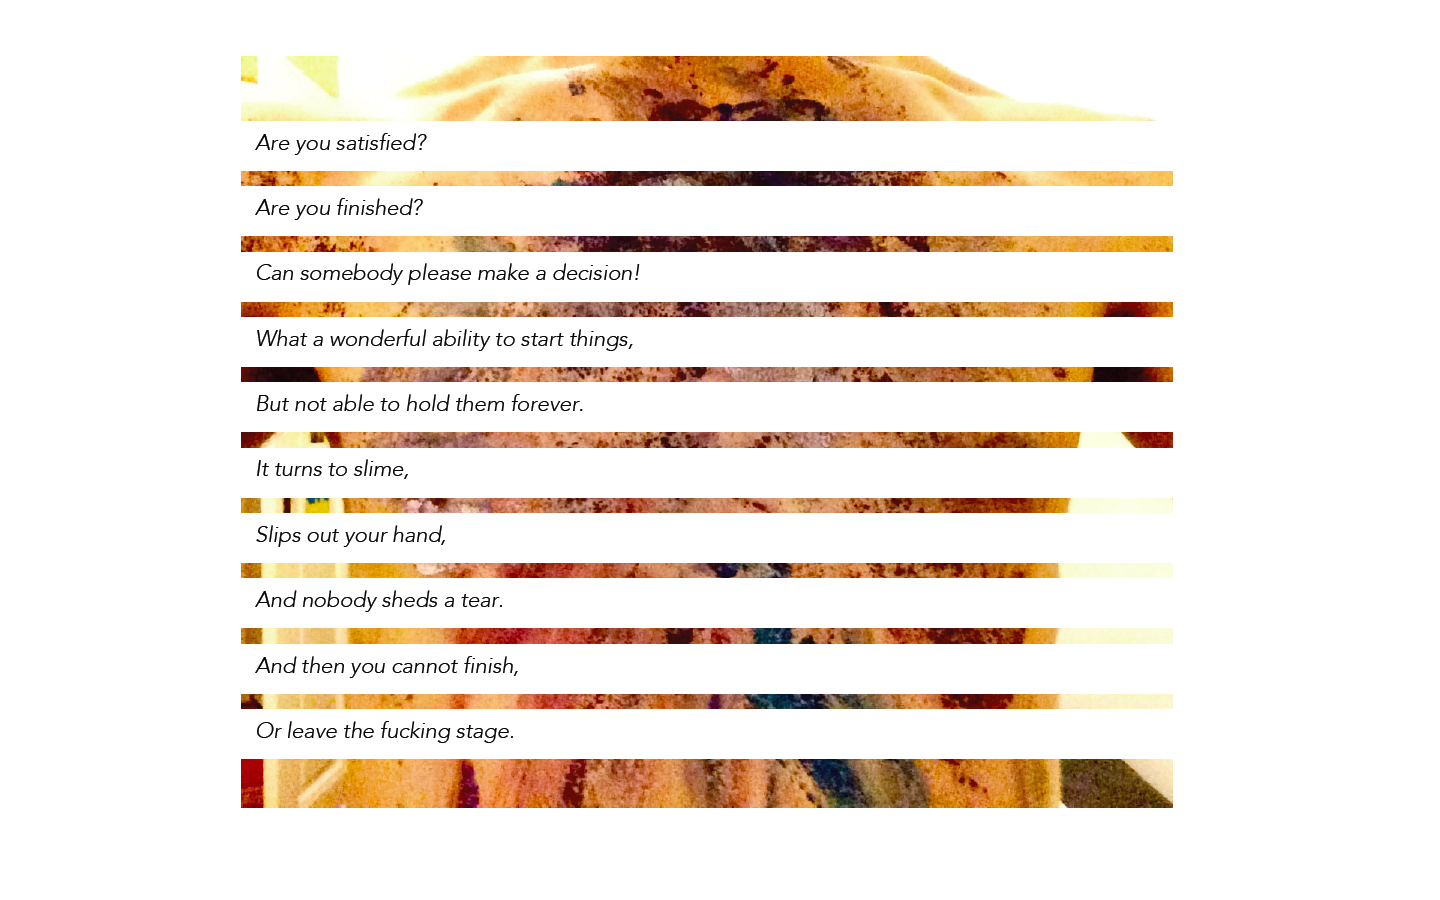 Are you satisfied?
Are you finished?
Can somebody please make a decision!
What a wonderful ability to start things,
But not able to hold them forever.
It turns to slime,
Slips out your hand,
And nobody sheds a tear.
And then you cannot finish,
Or leave the fucking stage.